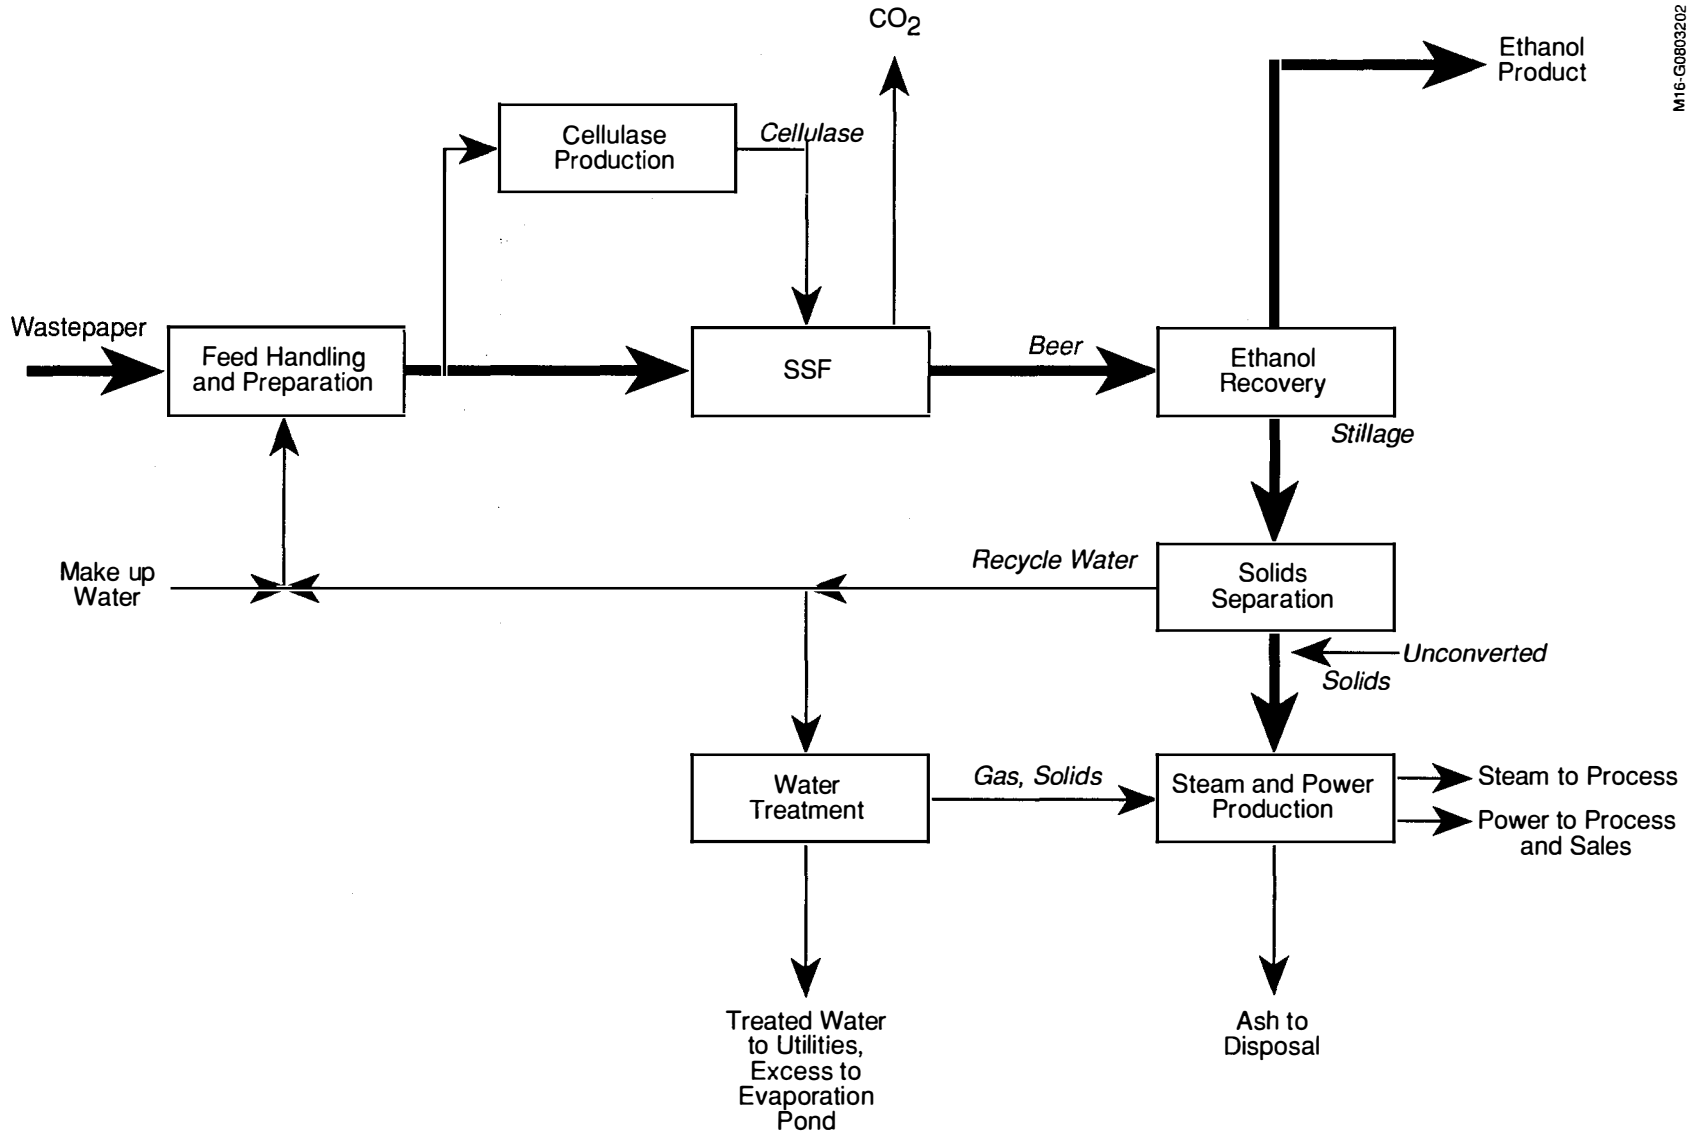 CO2
Ethanol
Product
M16-G0803202
Cellulase
Production
Cellulase
Wastepaper
Feed Handling
and Preparation
SSF
Beer
Ethanol
Recovery
Stillage
Make up
Water
Recycle Water
Solids
Separation
Unconverted
Solids
Water
Treatment
Gas, Solids
Steam and Power
Production
Steam to Process
Power to Process
and Sales
Treated Water
to Utilities,
Excess to
Evaporation
Pond
Ash to
Disposal